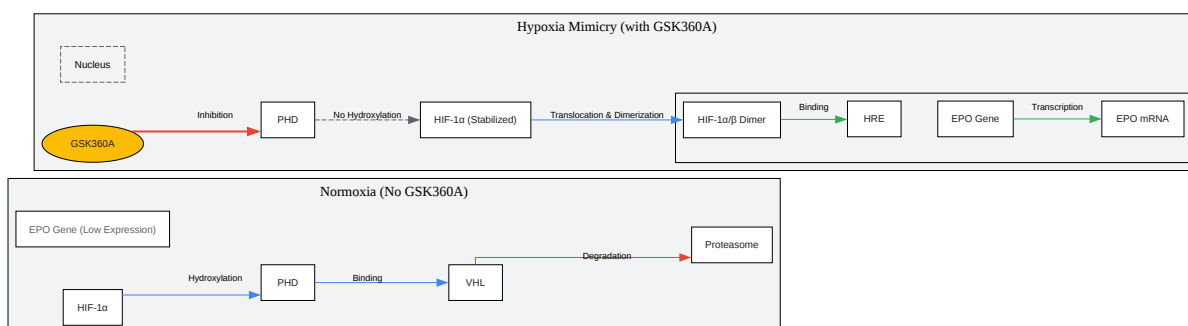 Hypoxia Mimicry (with GSK360A)
Nucleus
Inhibition
No Hydroxylation
Translocation & Dimerization
Binding
Transcription
GSK360A
PHD
HIF-1α (Stabilized)
HIF-1α/β Dimer
HRE
EPO Gene
EPO mRNA
Normoxia (No GSK360A)
EPO Gene (Low Expression)
Proteasome
Degradation
Hydroxylation
Binding
HIF-1α
PHD
VHL